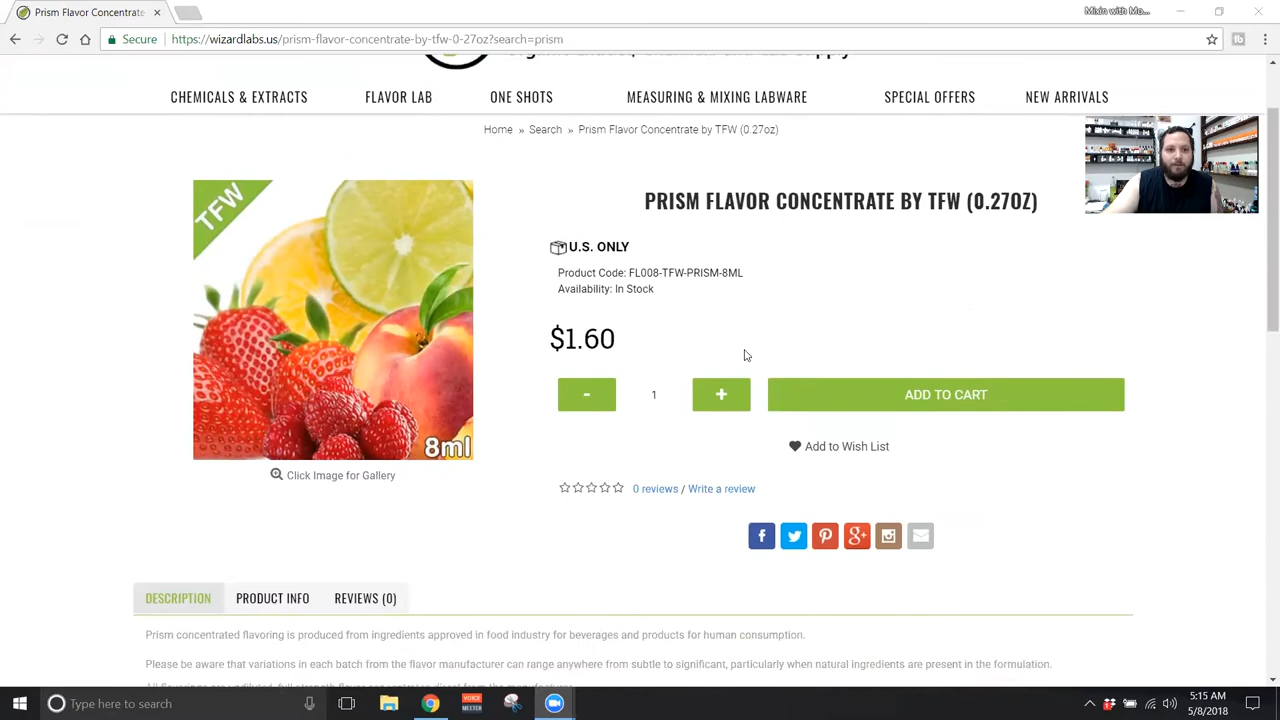 Prism Flavor Concentrate
Mixin with Mo...
Secure
https://wizardlabs.us/prism-flavor-concentrate-by-tfw-0-27oz?search=prism
CHEMICALS & EXTRACTS
FLAVOR LAB
ONE SHOTS
MEASURING & MIXING LABWARE
SPECIAL OFFERS
NEW ARRIVALS
Home » Search » Prism Flavor Concentrate by TFW (0.27oz)
TFW
8ml
Click Image for Gallery
PRISM FLAVOR CONCENTRATE BY TFW (0.27OZ)
U.S. ONLY
Product Code: FL008-TFW-PRISM-8ML
Availability: In Stock
$1.60
- 1 +
ADD TO CART
Add to Wish List
0 reviews / Write a review
DESCRIPTION
PRODUCT INFO
REVIEWS (0)
Prism concentrated flavoring is produced from ingredients approved in food industry for beverages and products for human consumption.
Please be aware that variations in each batch from the flavor manufacturer can range anywhere from subtle to significant, particularly when natural ingredients are present in the formulation.
Type here to search
VOICE
MEETER
5:15 AM
5/8/2018